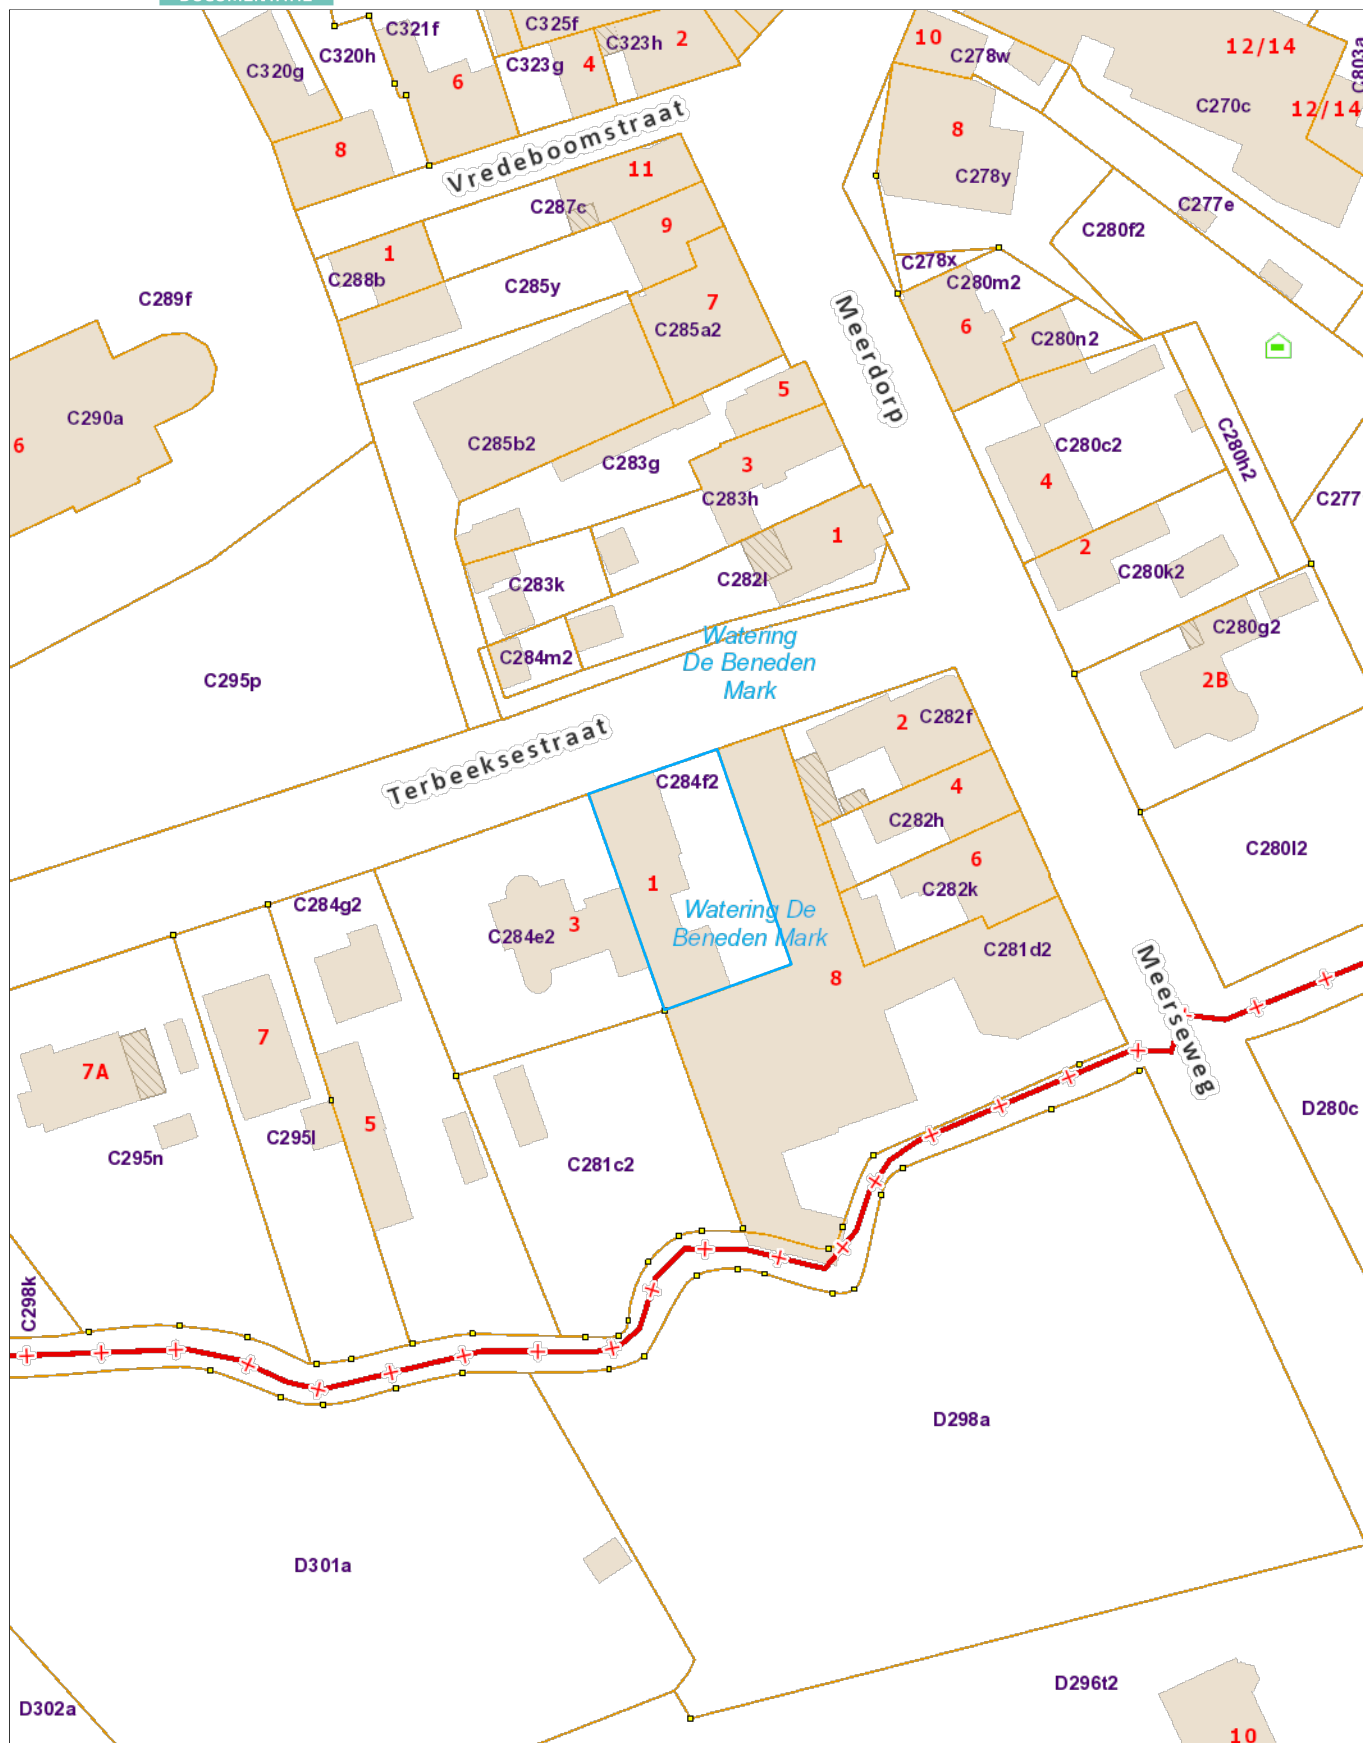 C321f
C325f
C323h
2
10
C278w
12/14
C803a
C320g
C320h
6
C323g
4
C270c
12/14
8
Vredeboomstraat
8
C278y
11
C287c
9
C277e
C280f2
1
C288b
C285y
C278x
C280m2
C289f
7
C285a2
Meerdorp
6
C280n2
5
C290a
6
C285b2
C283g
3
C283h
C280c2
4
C280h2
C277
1
2
C280k2
C283k
C282l
C280g2
C284m2
Watering
De Beneden
Mark
C295p
2B
2
C282f
Terbeeksestraat
C284f2
4
C282h
6
C282k
C280l2
1
C284g2
Watering De
Beneden Mark
3
C284e2
8
C281d2
Meerseweg
7
7A
5
C295n
C295l
C281c2
D280c
C298k
D298a
D301a
D302a
D296t2
10